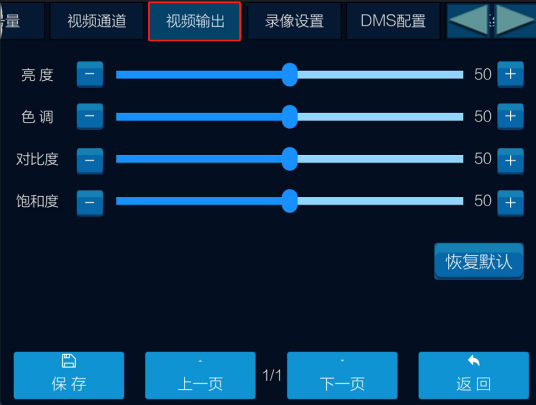 量 视频通道 视频输出 录像设置 DMS配置
亮度 − 50 +
色调 − 50 +
对比度 − 50 +
饱和度 − 50 +
恢复默认
保存 上一页 1/1 下一页 返回